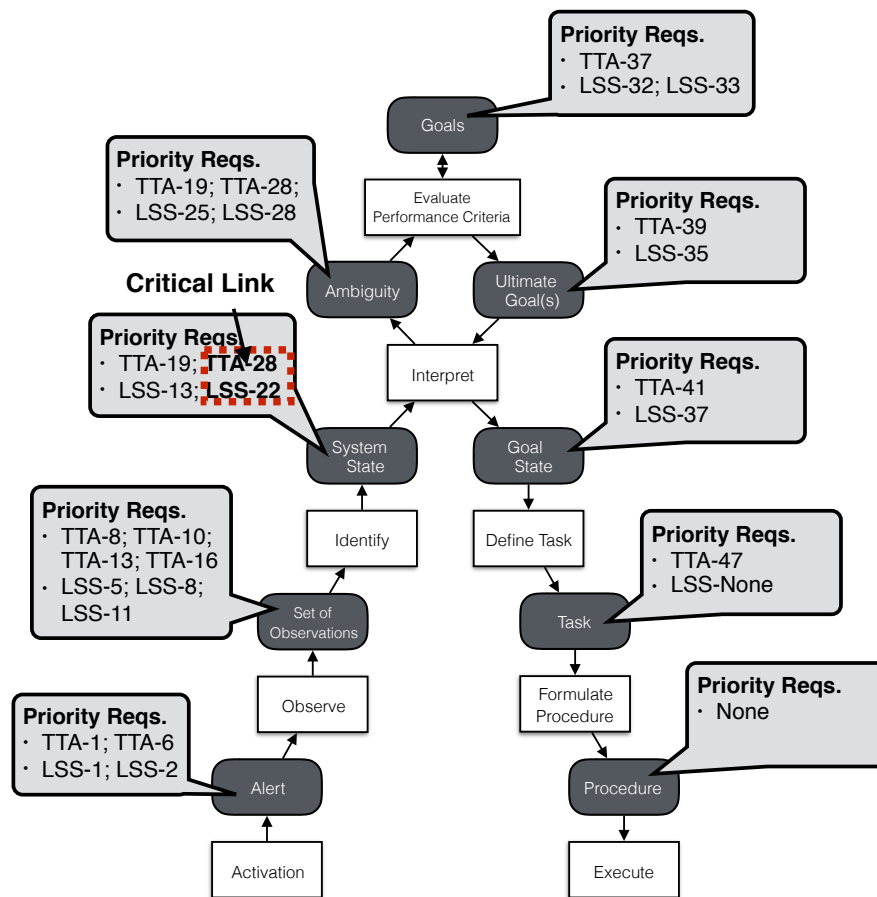 Priority Reqs.
· TTA-37
· LSS-32; LSS-33
Goals
Priority Reqs.
· TTA-19; TTA-28;
· LSS-25; LSS-28
Evaluate
Performance Criteria
Priority Reqs.
· TTA-39
· LSS-35
Critical Link
Ambiguity
Ultimate
Goal(s)
Priority Reqs.
· TTA-19; TTA-28
· LSS-13; LSS-22
Interpret
Priority Reqs.
· TTA-41
· LSS-37
System
State
Goal
State
Priority Reqs.
· TTA-8; TTA-10;
TTA-13; TTA-16
· LSS-5; LSS-8;
LSS-11
Identify
Define Task
Priority Reqs.
· TTA-47
· LSS-None
Set of
Observations
Task
Priority Reqs.
· TTA-1; TTA-6
· LSS-1; LSS-2
Observe
Formulate
Procedure
Priority Reqs.
· None
Alert
Procedure
Activation
Execute